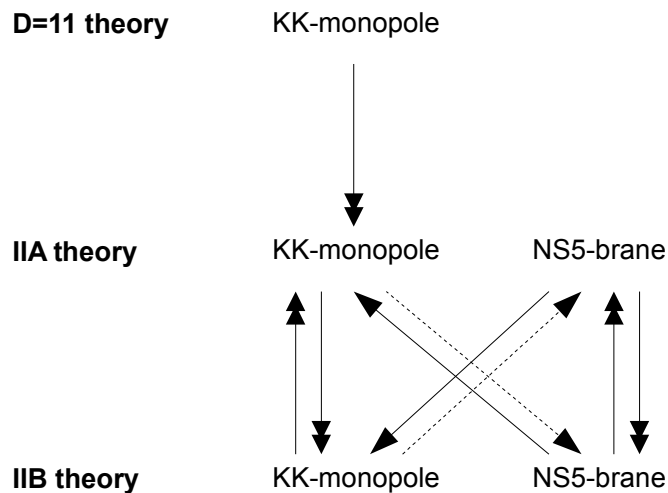 D=11 theory KK-monopole
IIA theory KK-monopole NS5-brane
IIB theory KK-monopole NS5-brane